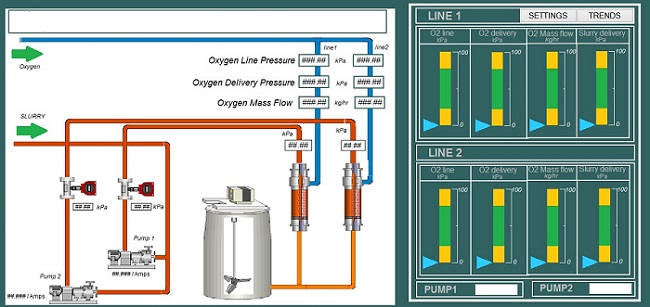 line1 line2
Oxygen
Oxygen Line Pressure ###.## kPa ###.##
Oxygen Delivery Pressure ###.## kPa ###.##
Oxygen Mass Flow ###.## kg/hr ###.##
SLURRY
kPa kPa
##.## ##.##
kPa kPa
##.## ##.##
Pump 1
##.### /Amps
Pump 2
##.### /Amps
LINE 1 SETTINGS TRENDS
O2 line O2 delivery O2 Mass flow Slurry delivery
kPa kPa kg/hr kPa
100 100 100 100
0 0 0 0
LINE 2
O2 line O2 delivery O2 Mass flow Slurry delivery
kPa kPa kg/hr kPa
100 100 100 100
0 0 0 0
PUMP1 PUMP2